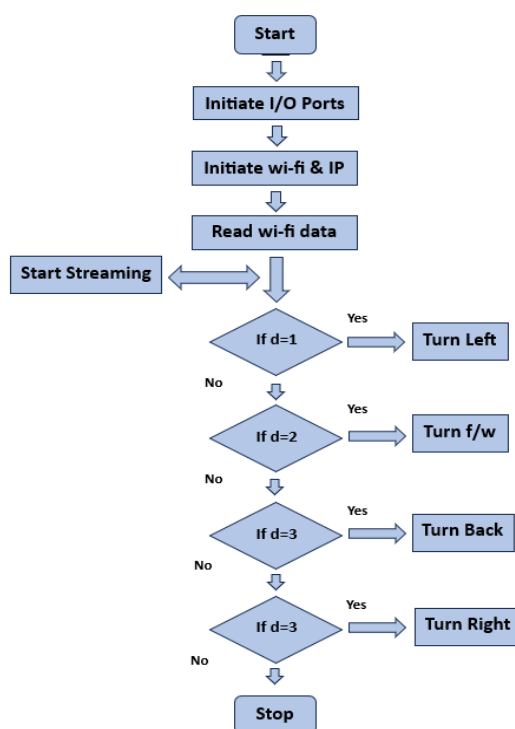 Start
Initiate I/O Ports
Initiate wi-fi & IP
Read wi-fi data
Start Streaming
If d=1
Yes
Turn Left
No
If d=2
Yes
Turn f/w
No
If d=3
Yes
Turn Back
No
If d=3
Yes
Turn Right
No
Stop